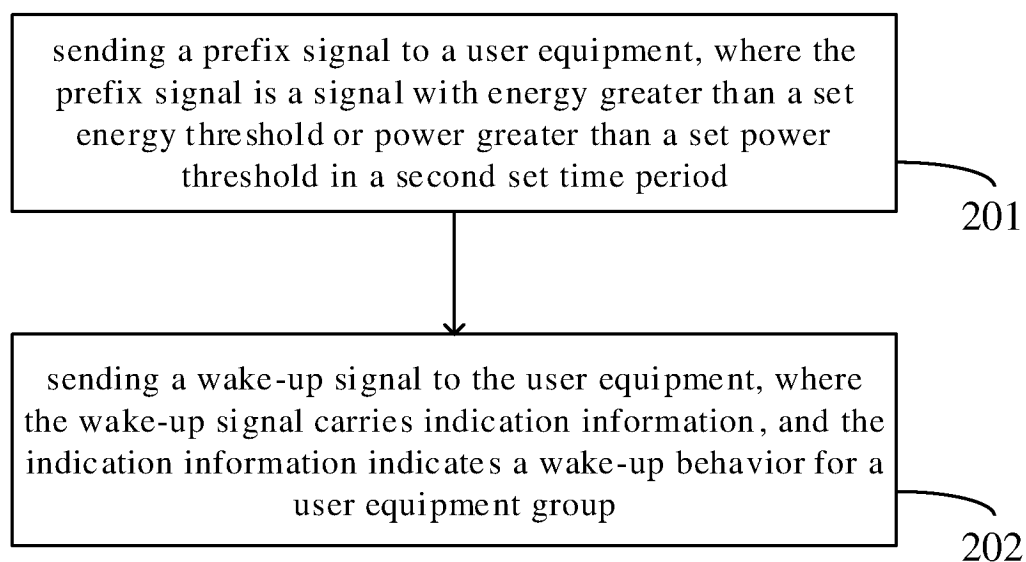 sending a prefix signal to a user equipment, where the
prefix signal is a signal with energy greater than a set
energy threshold or power greater than a set power
threshold in a second set time period
201
sending a wake-up signal to the user equipment, where
the wake-up signal carries indication information, and the
indication information indicates a wake-up behavior for a
user equipment group
202